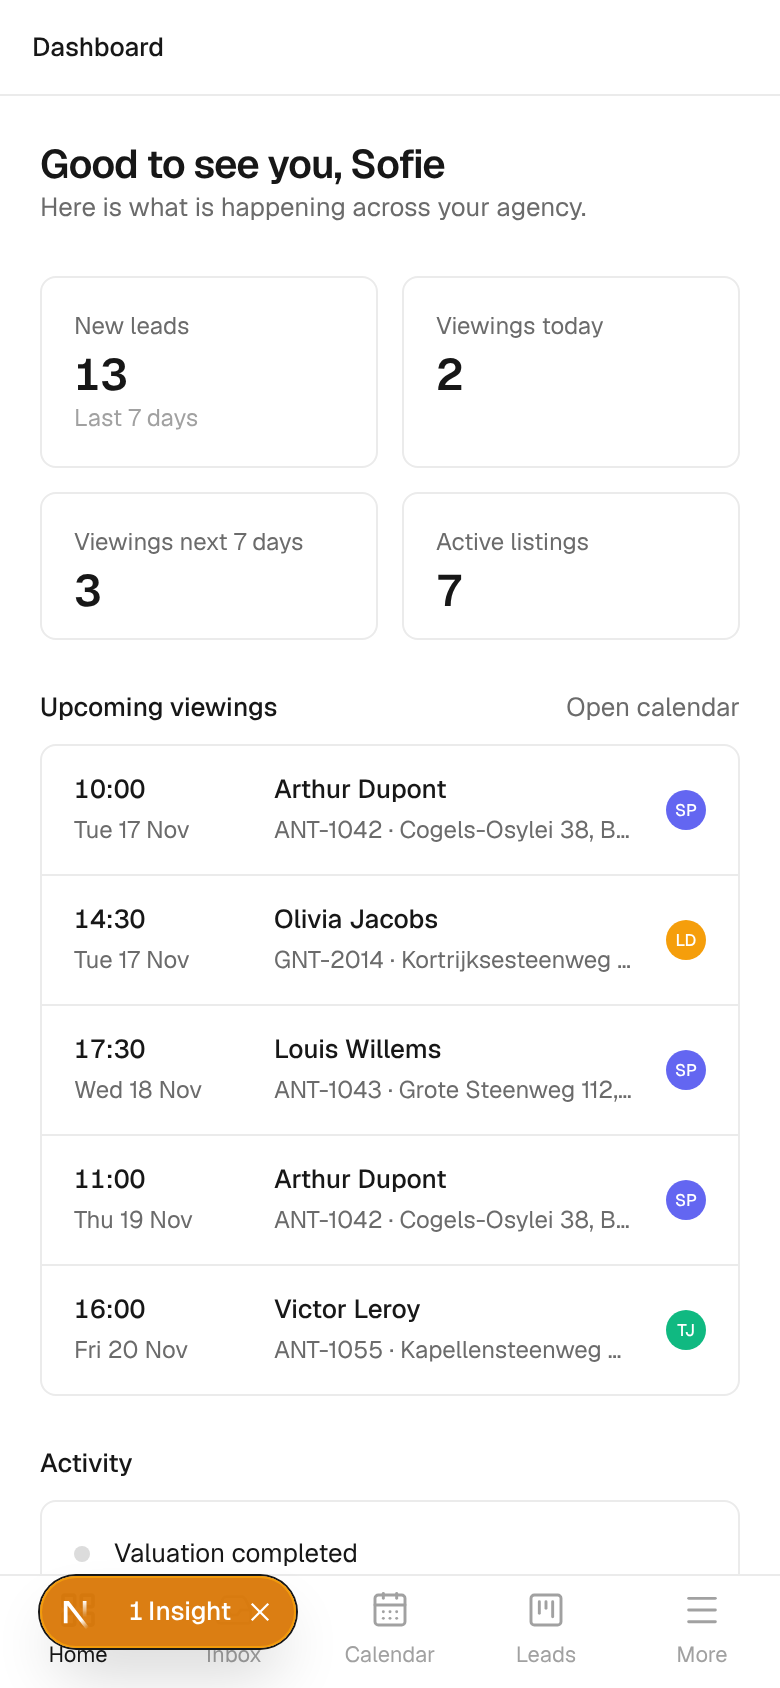 Dashboard
Good to see you, Sofie
Here is what is happening across your agency.
New leads
13
Last 7 days
Viewings today
2
Viewings next 7 days
3
Active listings
7
Upcoming viewings
Open calendar
10:00
Arthur Dupont
Tue 17 Nov
ANT-1042 · Cogels-Osylei 38, B...
SP
14:30
Olivia Jacobs
Tue 17 Nov
GNT-2014 · Kortrijksesteenweg ...
LD
17:30
Louis Willems
Wed 18 Nov
ANT-1043 · Grote Steenweg 112,...
SP
11:00
Arthur Dupont
Thu 19 Nov
ANT-1042 · Cogels-Osylei 38, B...
SP
16:00
Victor Leroy
Fri 20 Nov
ANT-1055 · Kapellensteenweg ...
TJ
Activity
Valuation completed
N 1 Insight
Home
Inbox
Calendar
Leads
More